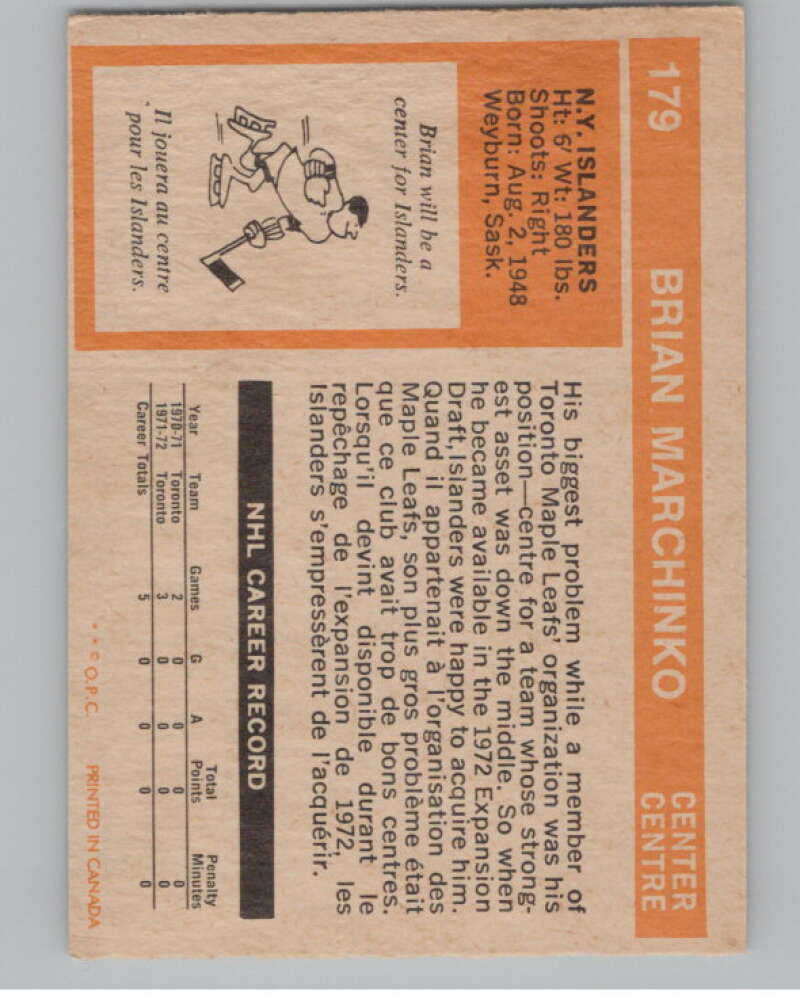 179 BRIAN MARCHINKO CENTER
CENTRE
N.Y. ISLANDERS
Ht: 6' Wt: 180 lbs.
Shoots: Right
Born: Aug. 2, 1948
Weyburn, Sask.
Brian will be a
center for Islanders.
Il jouera au centre
pour les Islanders.
His biggest problem while a member of
Toronto Maple Leafs' organization was his
position—centre for a team whose strong-
est asset was down the middle. So when
he became available in the 1972 Expansion
Draft, Islanders were happy to acquire him.
Quand il appartenait à l'organisation des
Maple Leafs, son plus gros problème était
que ce club avait trop de bons centres.
Lorsqu'il devint disponible durant le
repêchage de l'expansion de 1972, les
Islanders s'empressèrent de l'acquérir.
NHL CAREER RECORD
Year Team Games G A Total Points Penalty Minutes
1970-71 Toronto 2 0 0 0 0
1971-72 Toronto 3 0 0 0 0
Career Totals 5 0 0 0 0
* * © O.P.C. PRINTED IN CANADA